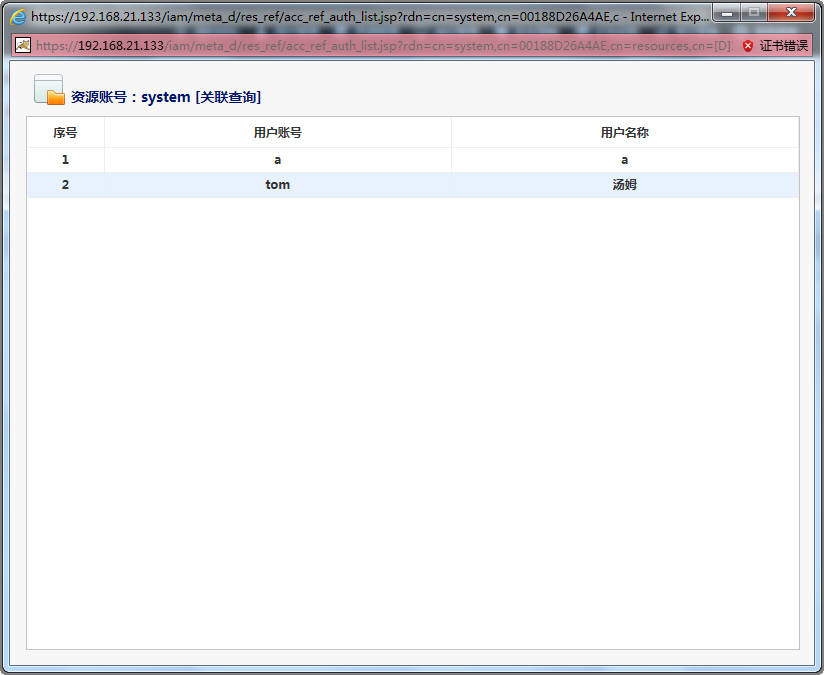 https://192.168.21.133/iam/meta_d/res_ref/acc_ref_auth_list.jsp?rdn=cn=system,cn=00188D26A4AE,c - Internet Exp...
https://192.168.21.133/iam/meta_d/res_ref/acc_ref_auth_list.jsp?rdn=cn=system,cn=00188D26A4AE,cn=resources,cn=[D] 证书错误
资源账号：system [关联查询]
序号 用户账号 用户名称
1 a a
2 tom 汤姆